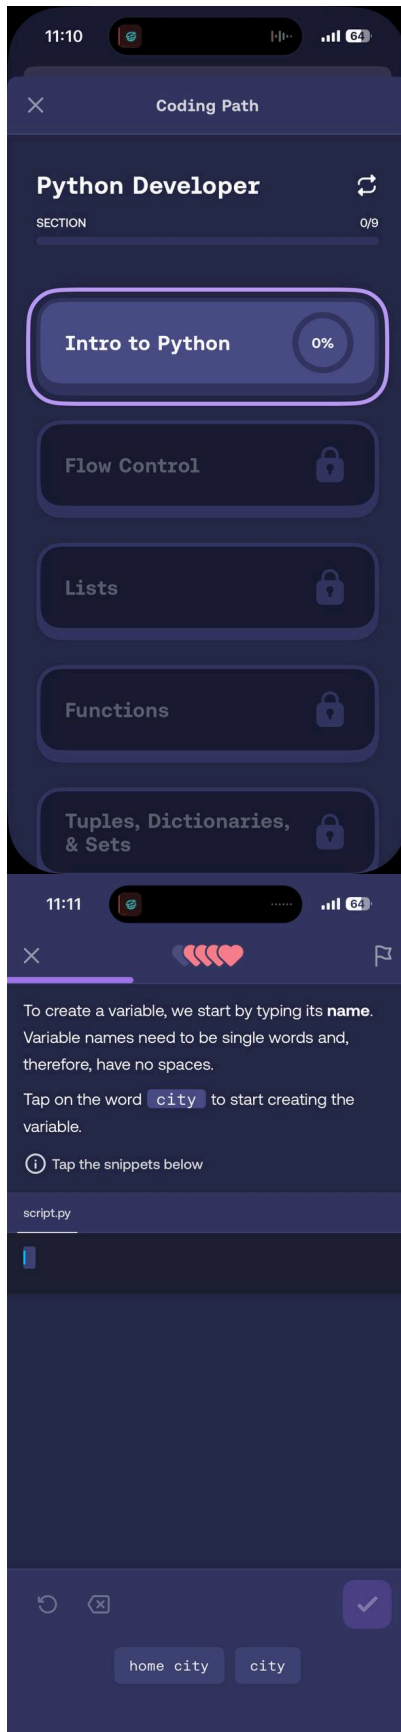 11:10
64
Coding Path
Python Developer
SECTION
0/9
Intro to Python
0%
Flow Control
Lists
Functions
Tuples, Dictionaries,
& Sets
11:11
64
To create a variable, we start by typing its name.
Variable names need to be single words and,
therefore, have no spaces.
Tap on the word city to start creating the
variable.
Tap the snippets below
script.py
home city
city